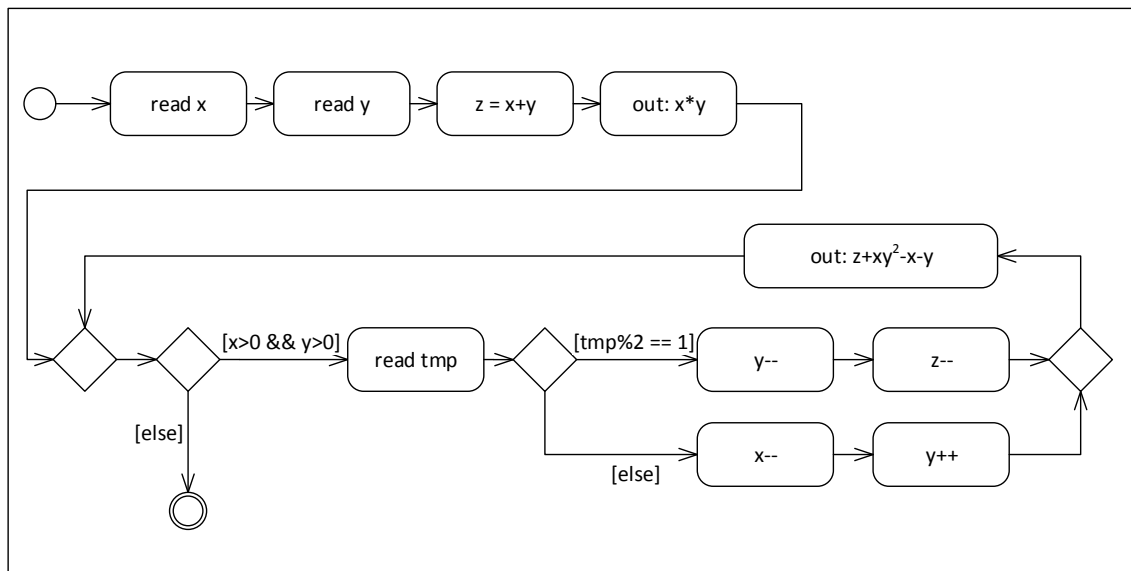 read x
read y
z = x+y
out: x*y
out: z+xy²-x-y
[x>0 && y>0]
read tmp
[tmp%2 == 1]
y--
z--
[else]
[else]
x--
y++